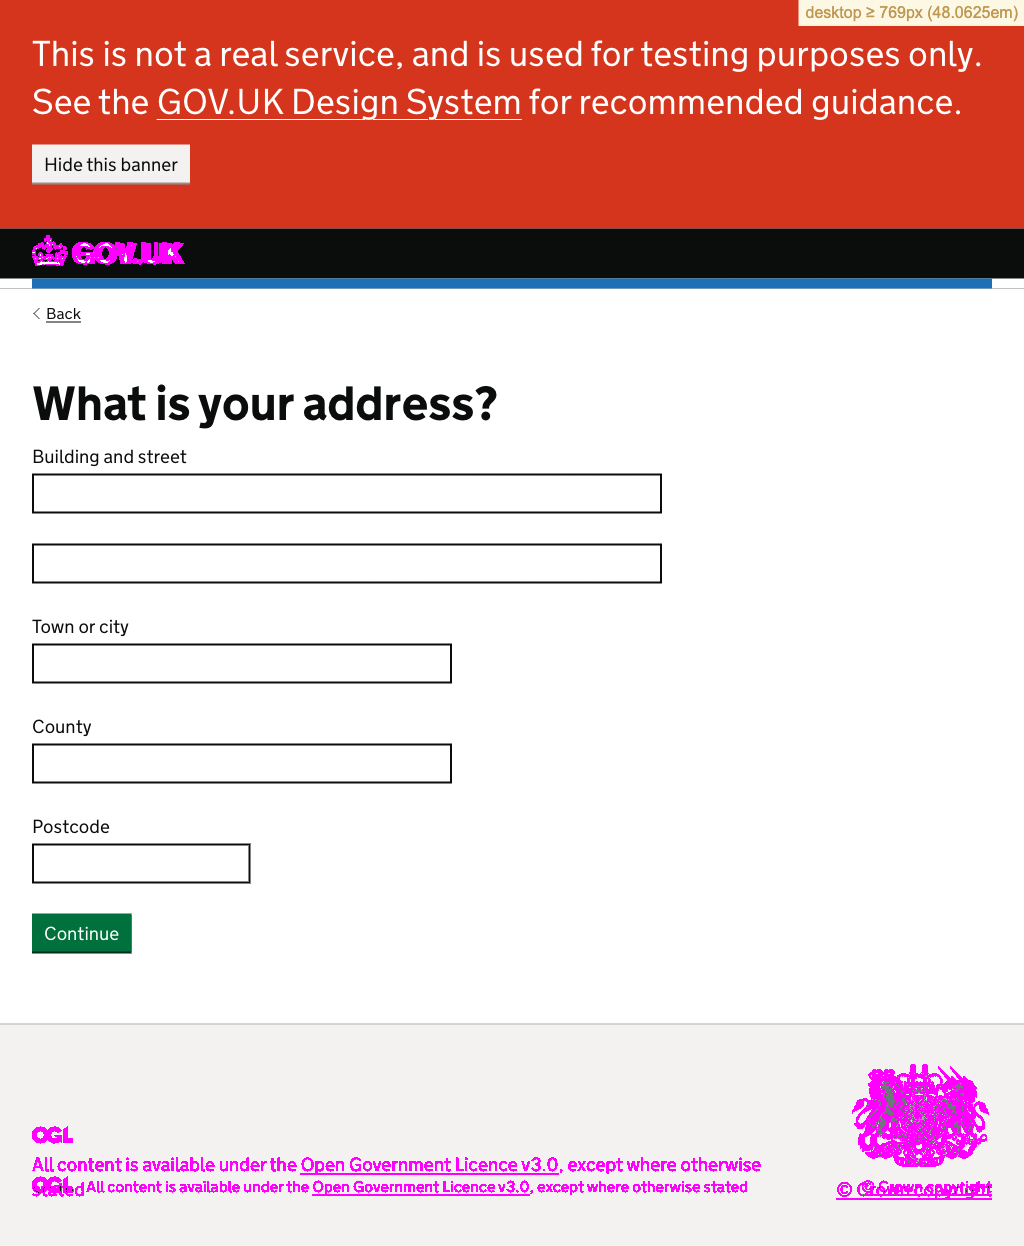 desktop ≥ 769px (48.0625em)
This is not a real service, and is used for testing purposes only.
See the GOV.UK Design System for recommended guidance.
Hide this banner
GOV.UK
Back
What is your address?
Building and street
Town or city
County
Postcode
Continue
OGL
All content is available under the Open Government Licence v3.0, except where otherwise
stated
OGL All content is available under the Open Government Licence v3.0, except where otherwise stated
© Crown copyright
© Crown copyright